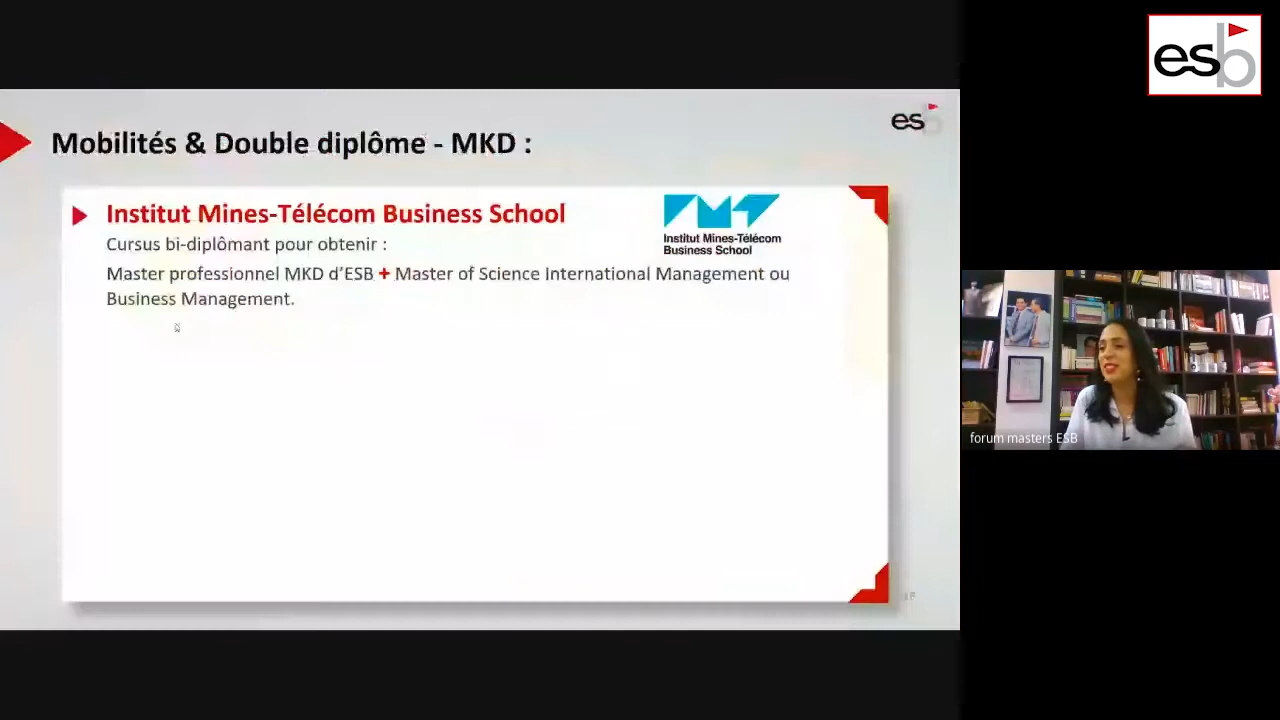 esb
esb
Mobilités & Double diplôme - MKD :
Institut Mines-Télécom Business School
Institut Mines-Télécom
Business School
Cursus bi-diplômant pour obtenir :
Master professionnel MKD d’ESB + Master of Science International Management ou
Business Management.
forum masters ESB